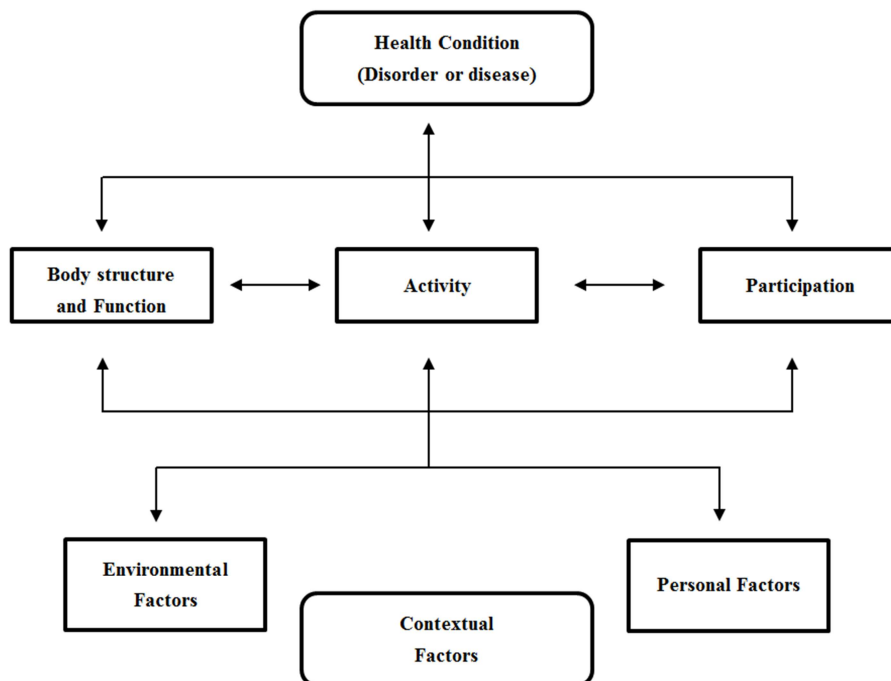 Health Condition
(Disorder or disease)
Body structure
and Function
Activity
Participation
Environmental
Factors
Personal Factors
Contextual
Factors